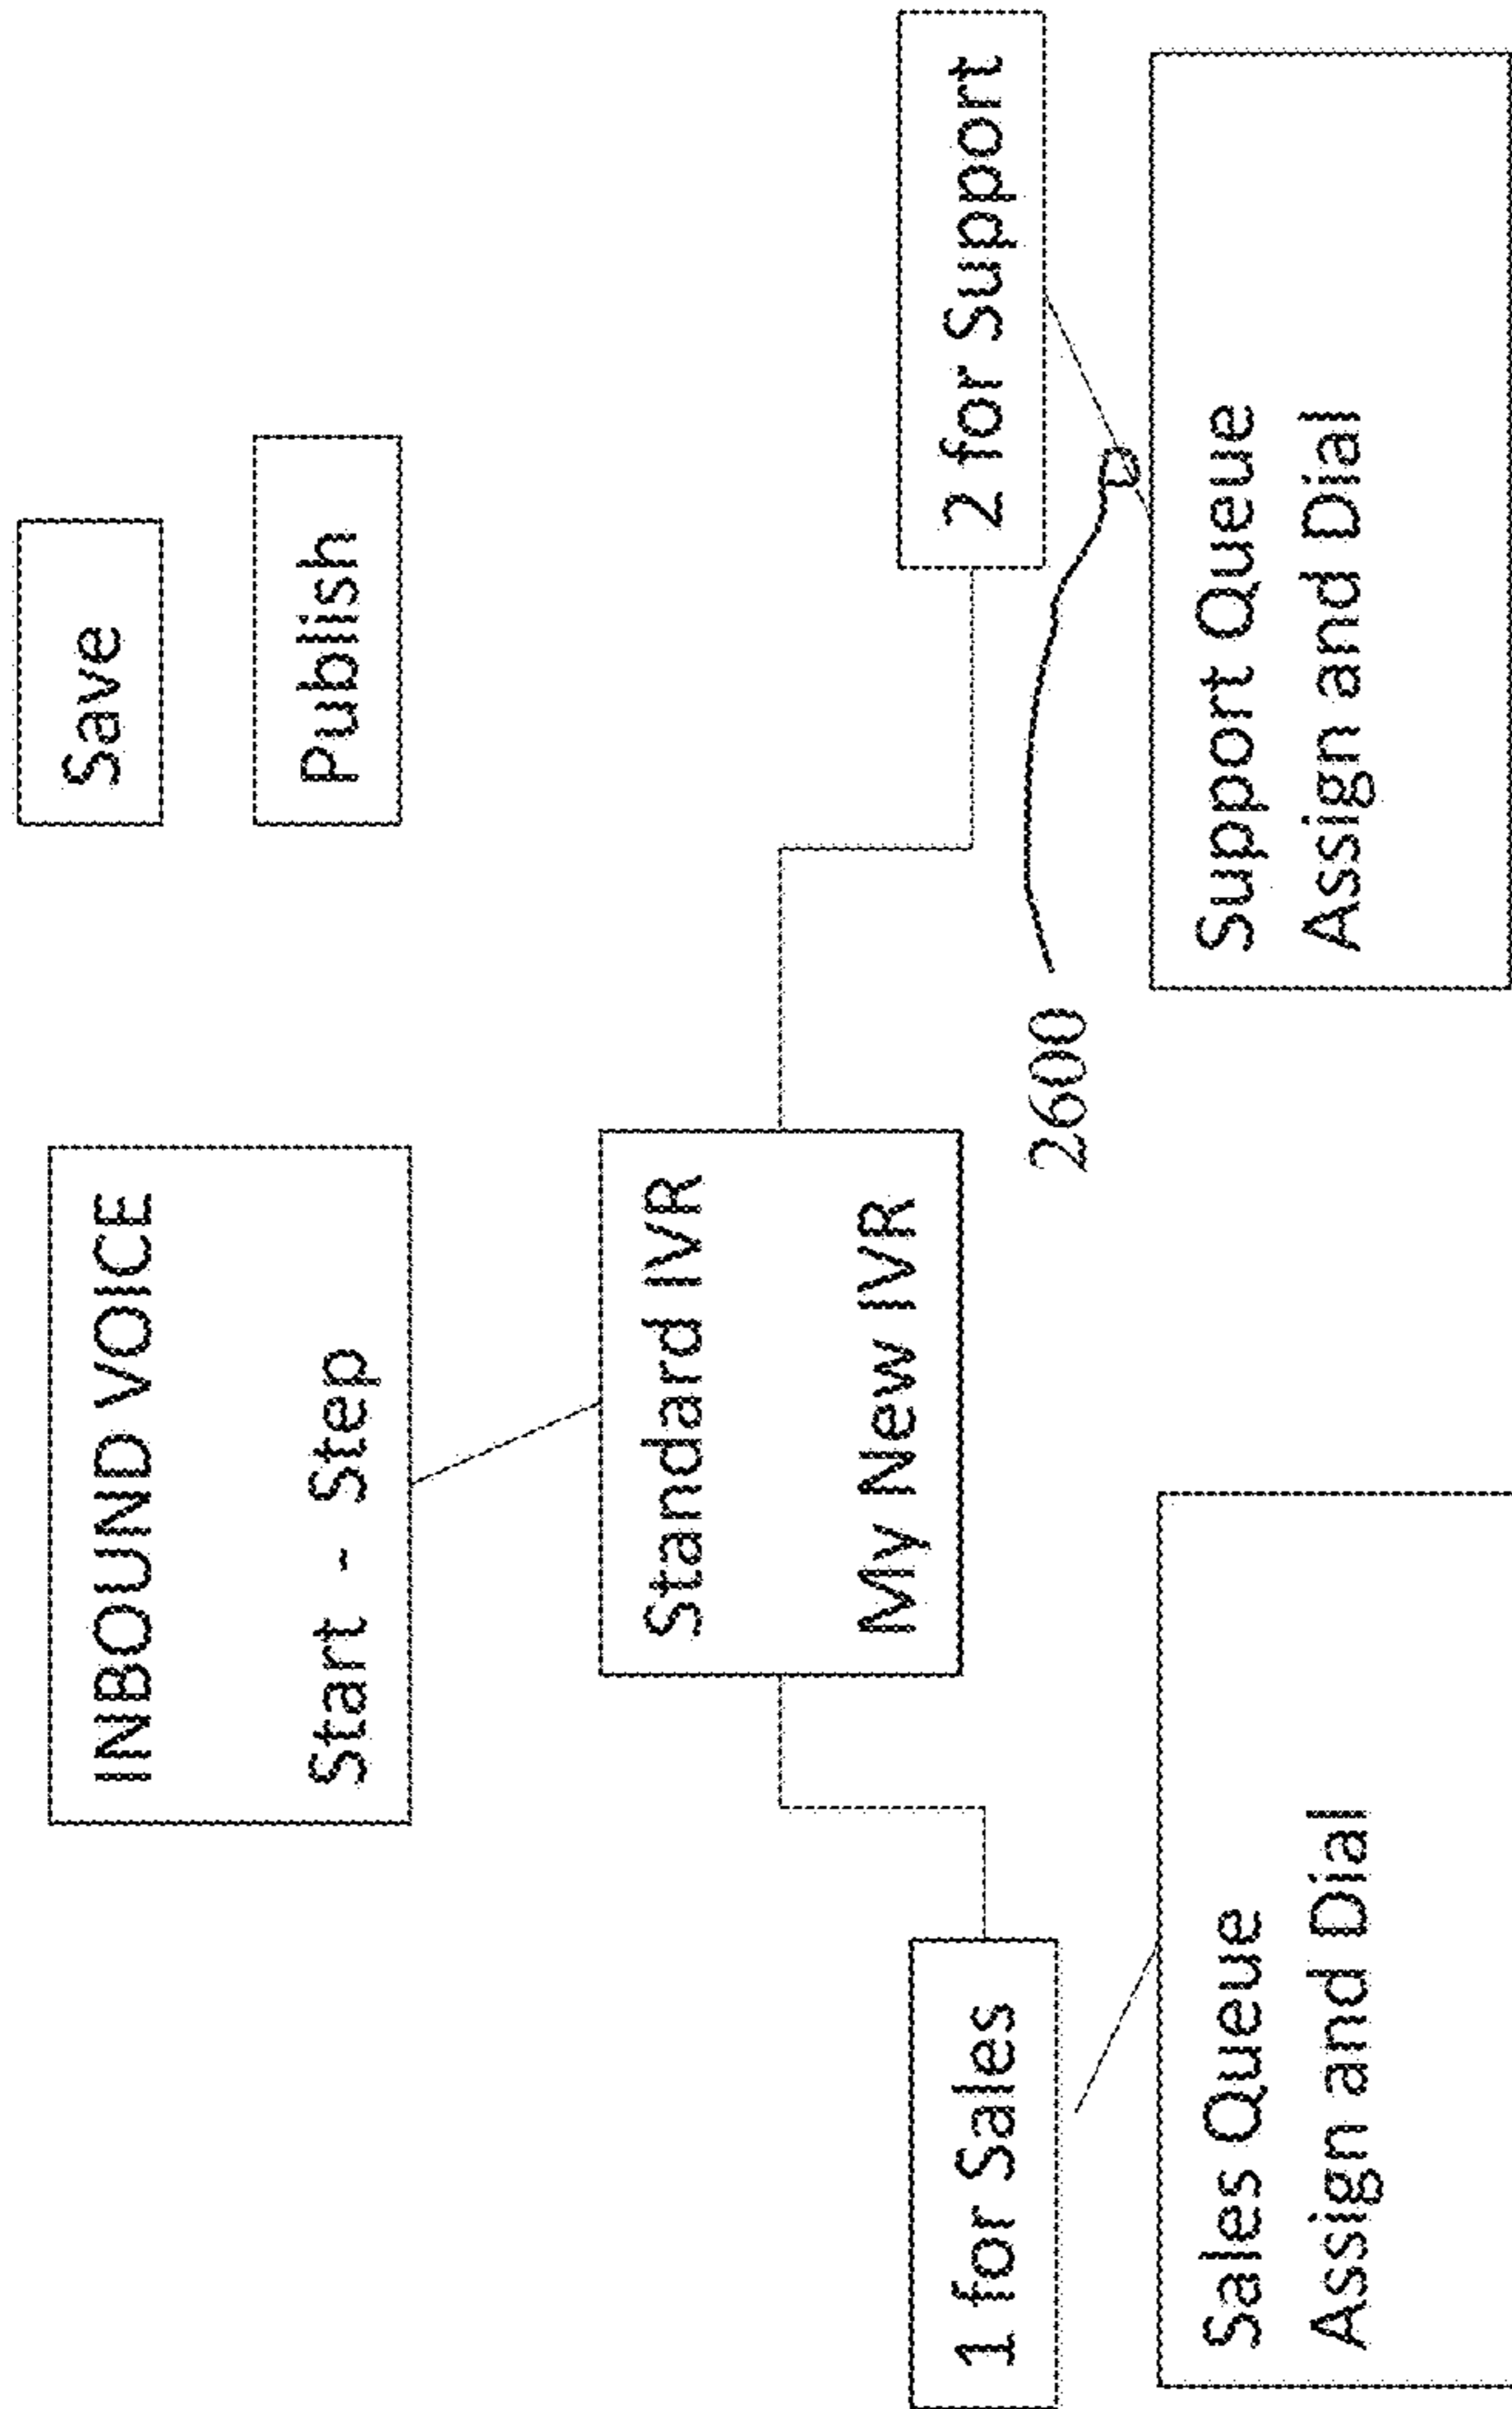 Save
Publish
INBOUND VOICE
Start - Step
Standard IVR
My New IVR
1 for Sales
2 for Support
2600
Sales Queue
Assign and Dial
Support Queue
Assign and Dial